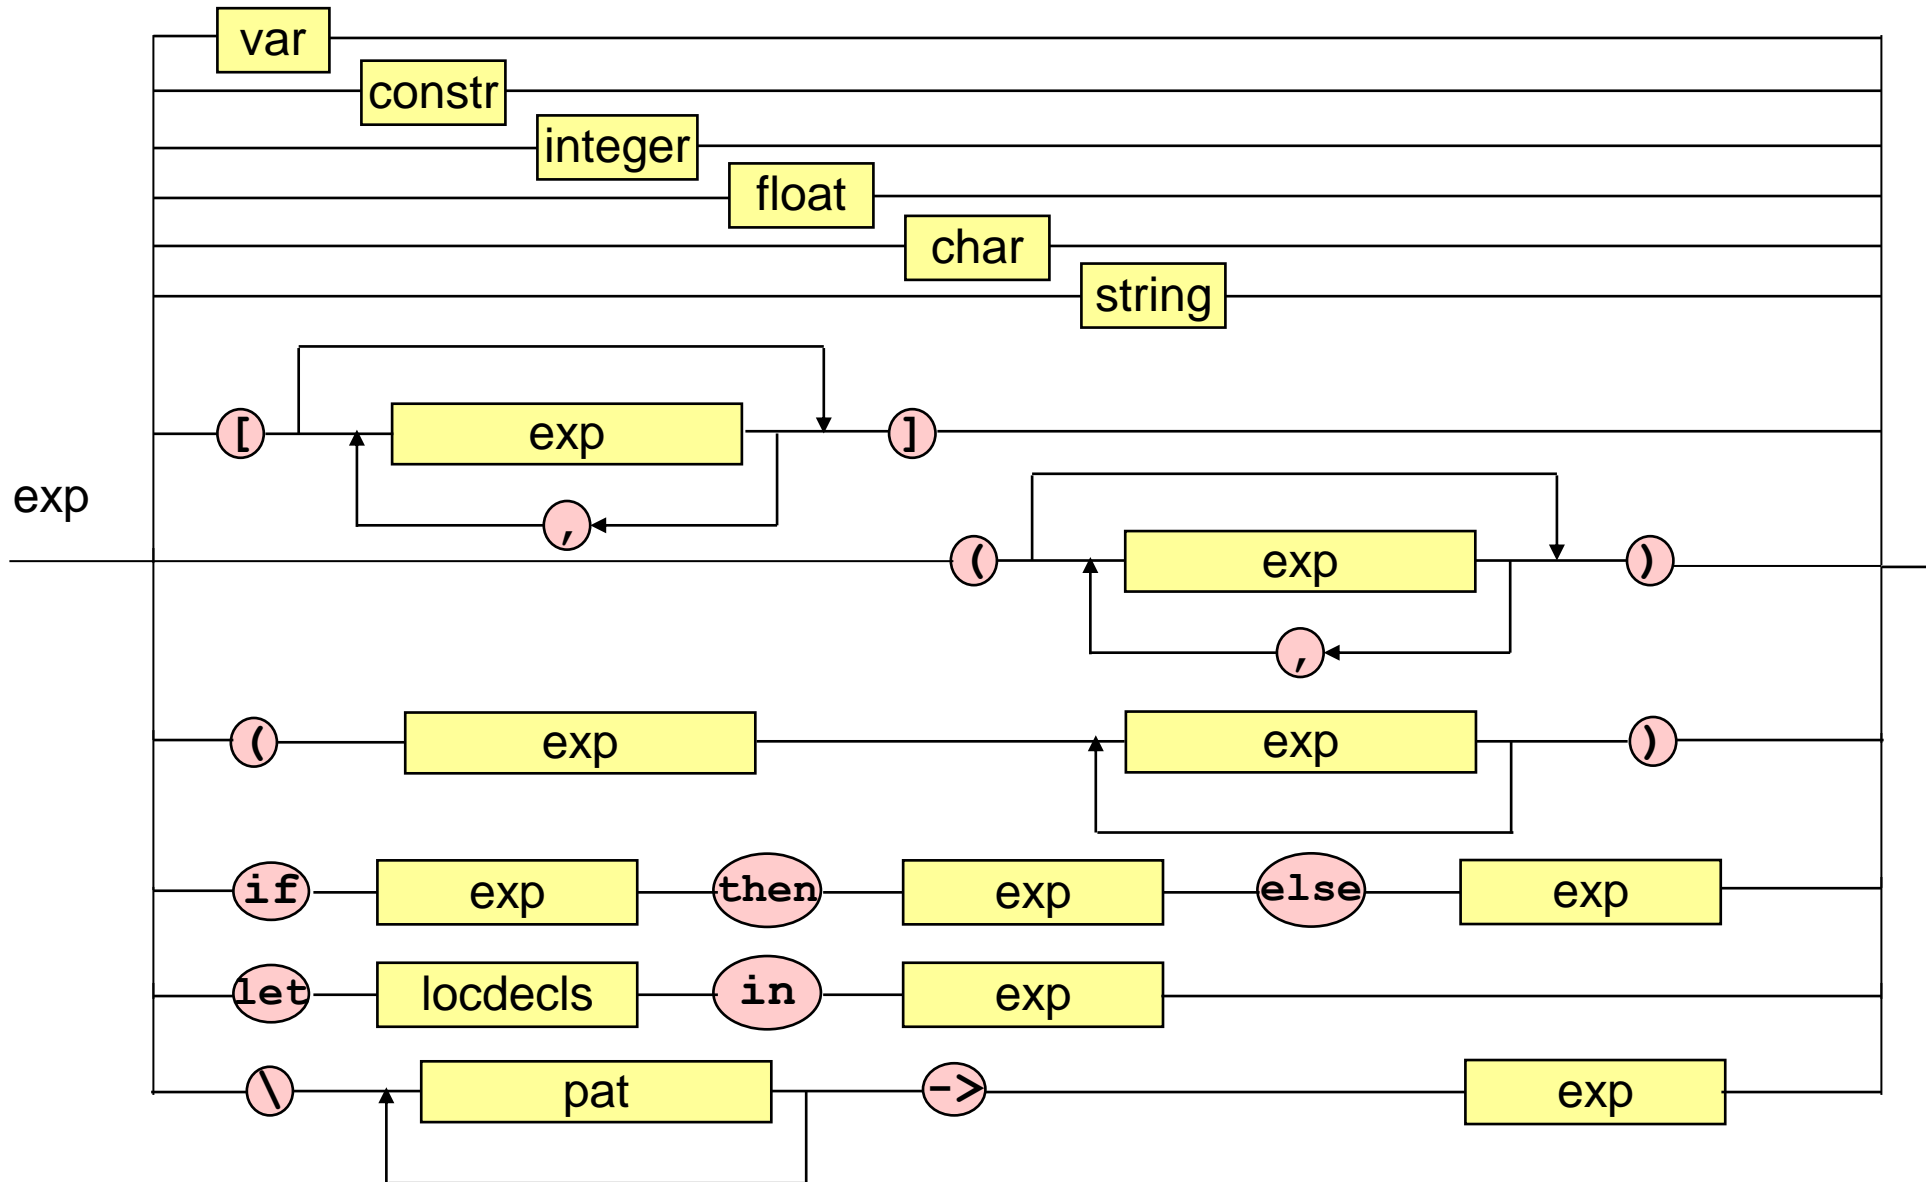 var
constr
integer
float
char
string
[ exp ]
,
exp
( exp )
,
( exp exp )
if exp then exp else exp
let locdecls in exp
\ pat -> exp